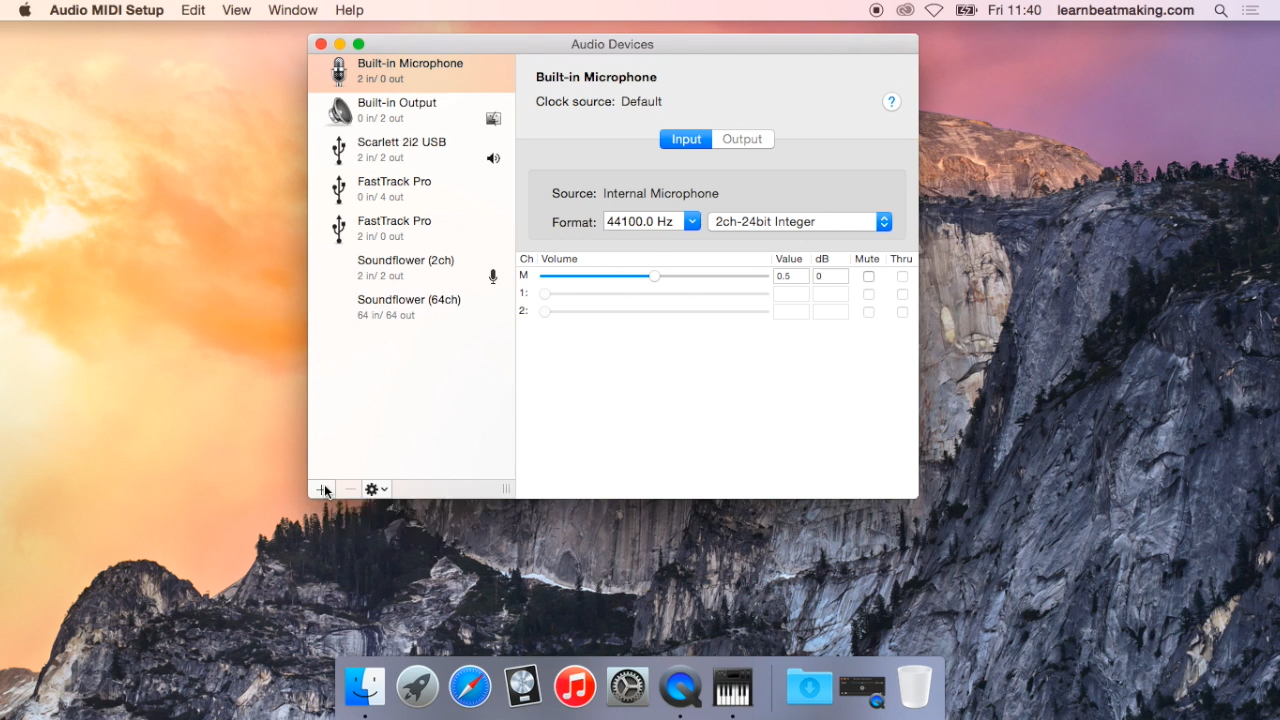 Audio MIDI Setup Edit View Window Help Fri 11:40 learnbeatmaking.com
Audio Devices
Built-in Microphone
2 in/ 0 out
Built-in Output
0 in/ 2 out
Scarlett 2i2 USB
2 in/ 2 out
FastTrack Pro
0 in/ 4 out
FastTrack Pro
2 in/ 0 out
Soundflower (2ch)
2 in/ 2 out
Soundflower (64ch)
64 in/ 64 out
Built-in Microphone
Clock source: Default
?
Input Output
Source: Internal Microphone
Format: 44100.0 Hz 2ch-24bit Integer
Ch Volume Value dB Mute Thru
M 0.5 0
1:
2: